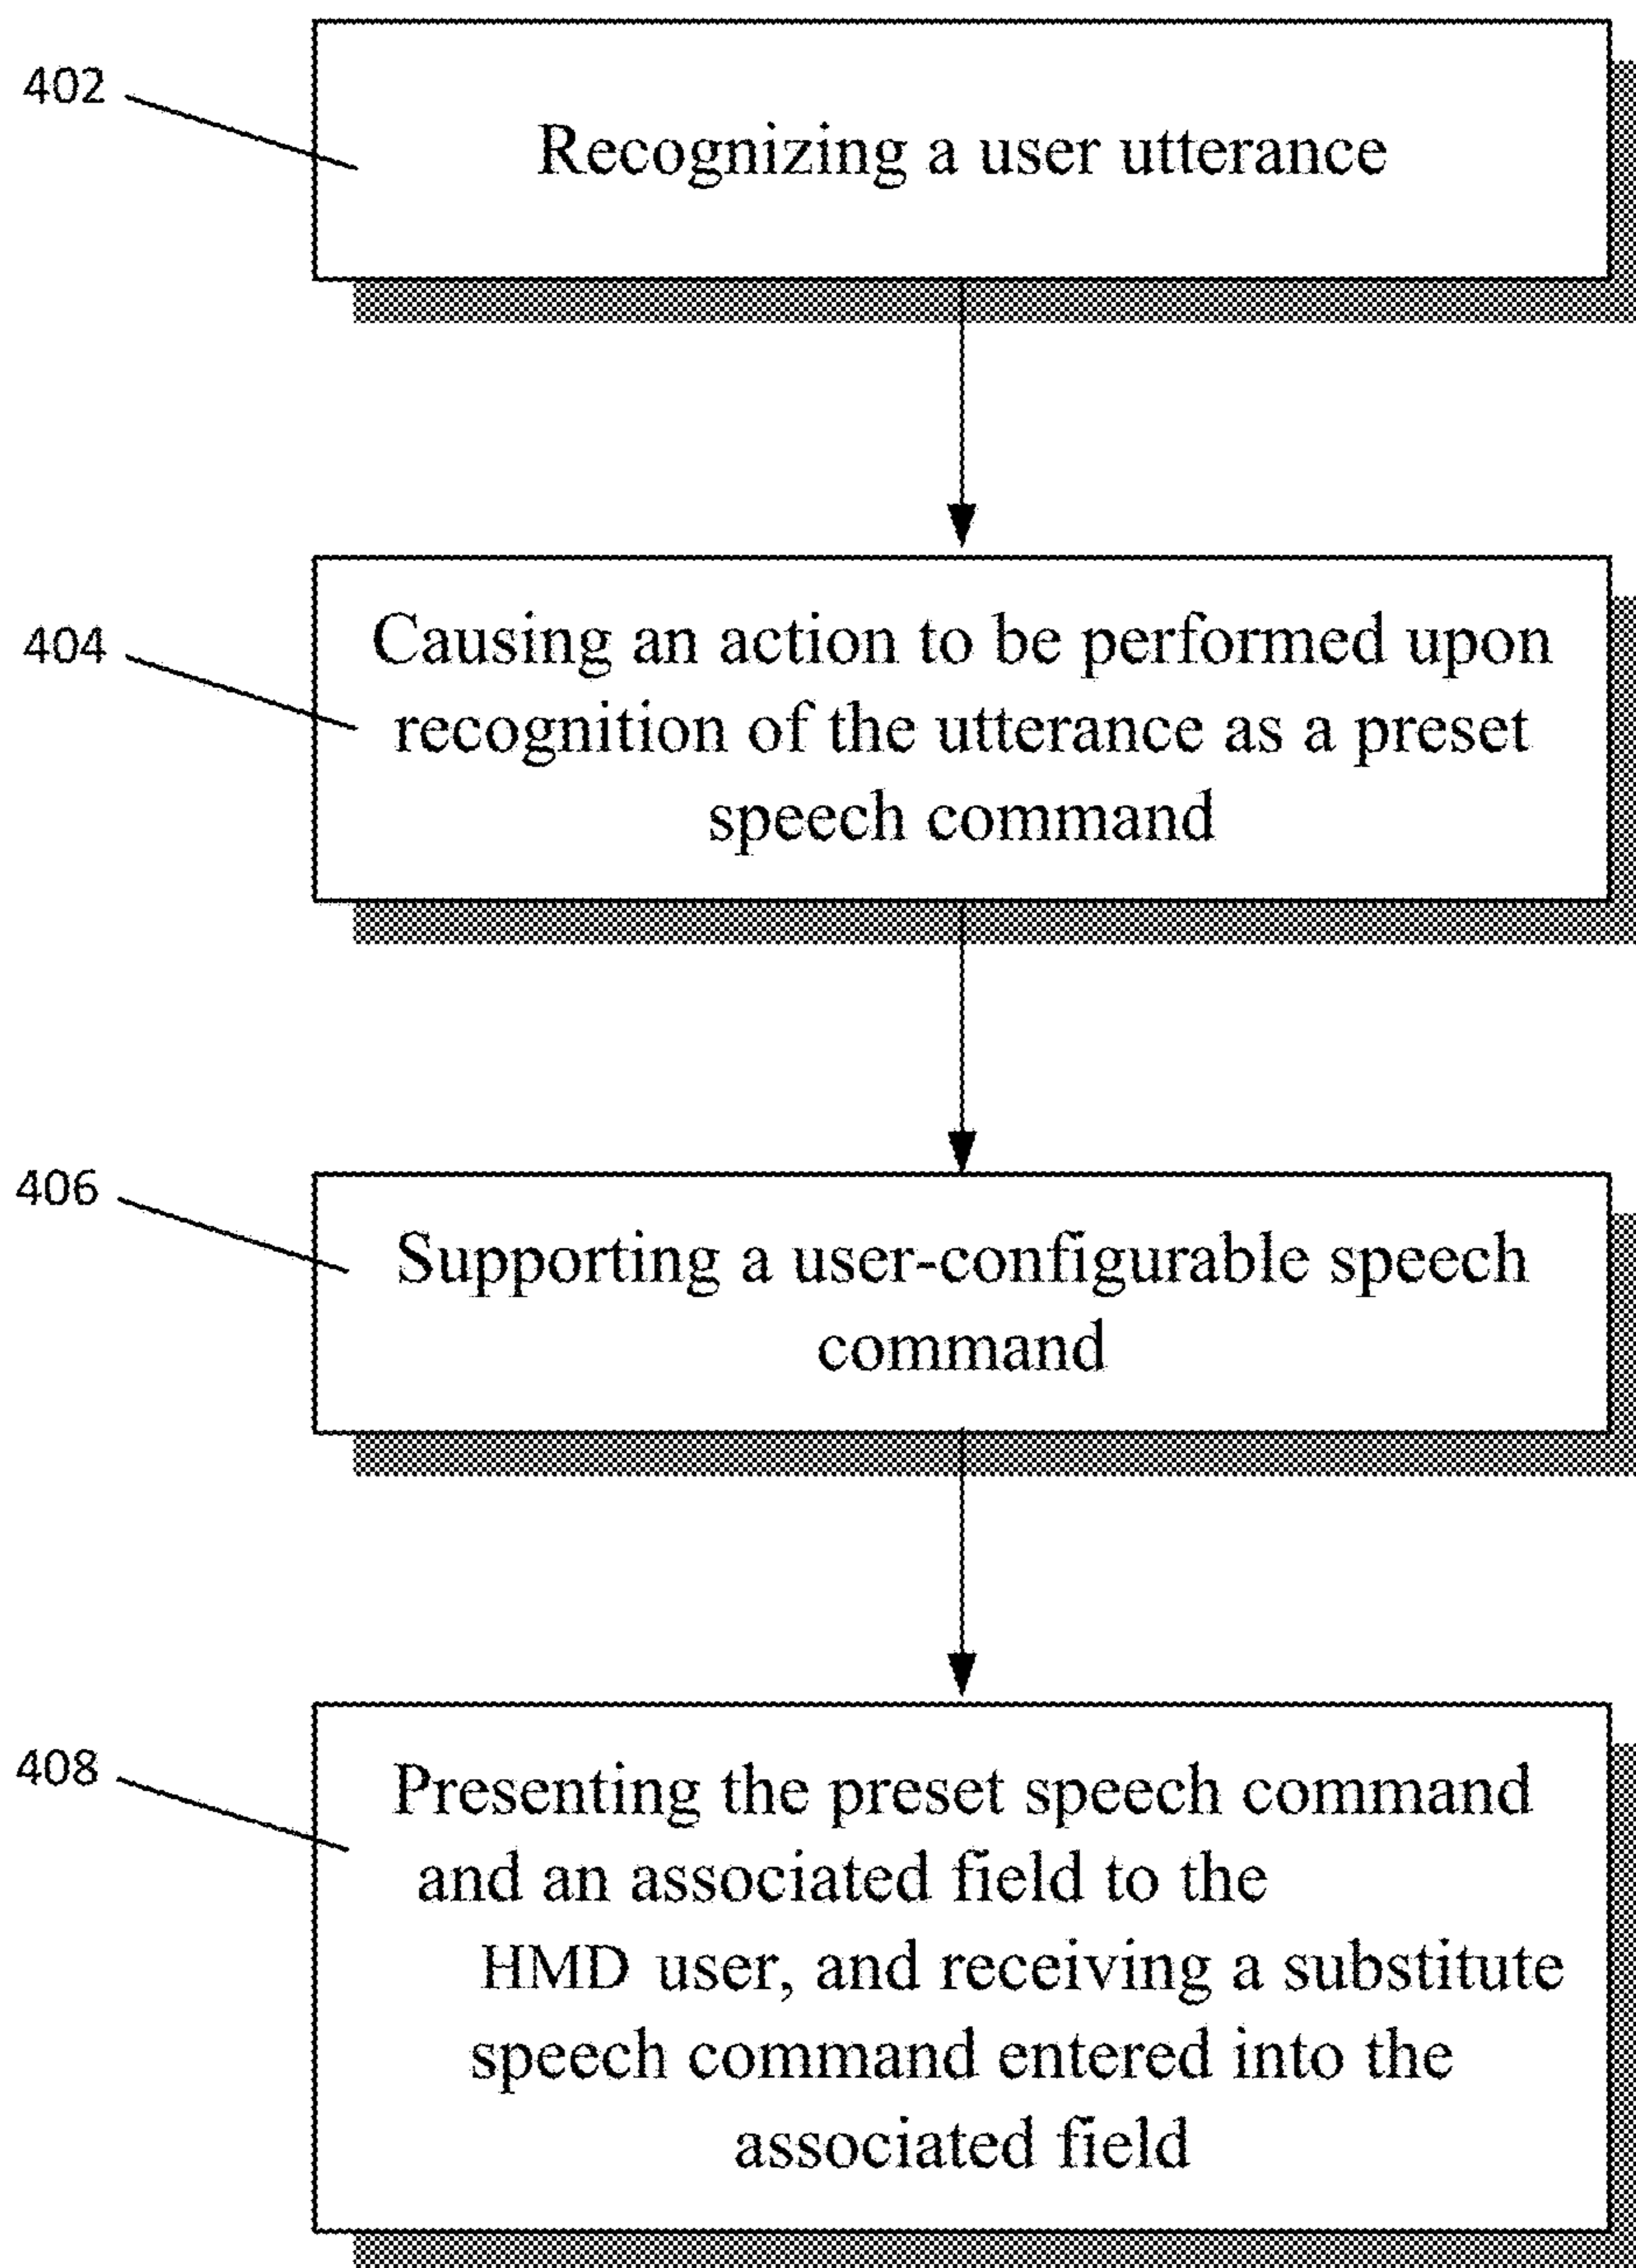 402
Recognizing a user utterance
404
Causing an action to be performed upon
recognition of the utterance as a preset
speech command
406
Supporting a user-configurable speech
command
408
Presenting the preset speech command
and an associated field to the
HMD user, and receiving a substitute
speech command entered into the
associated field